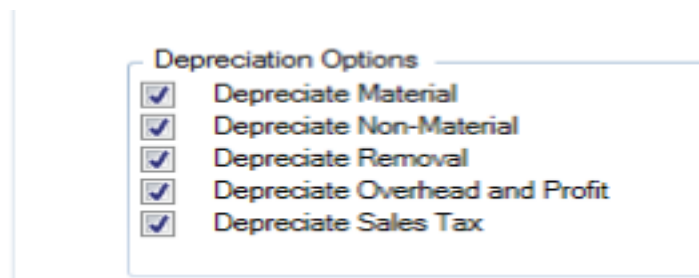 Depreciation Options
Depreciate Material
Depreciate Non-Material
Depreciate Removal
Depreciate Overhead and Profit
Depreciate Sales Tax